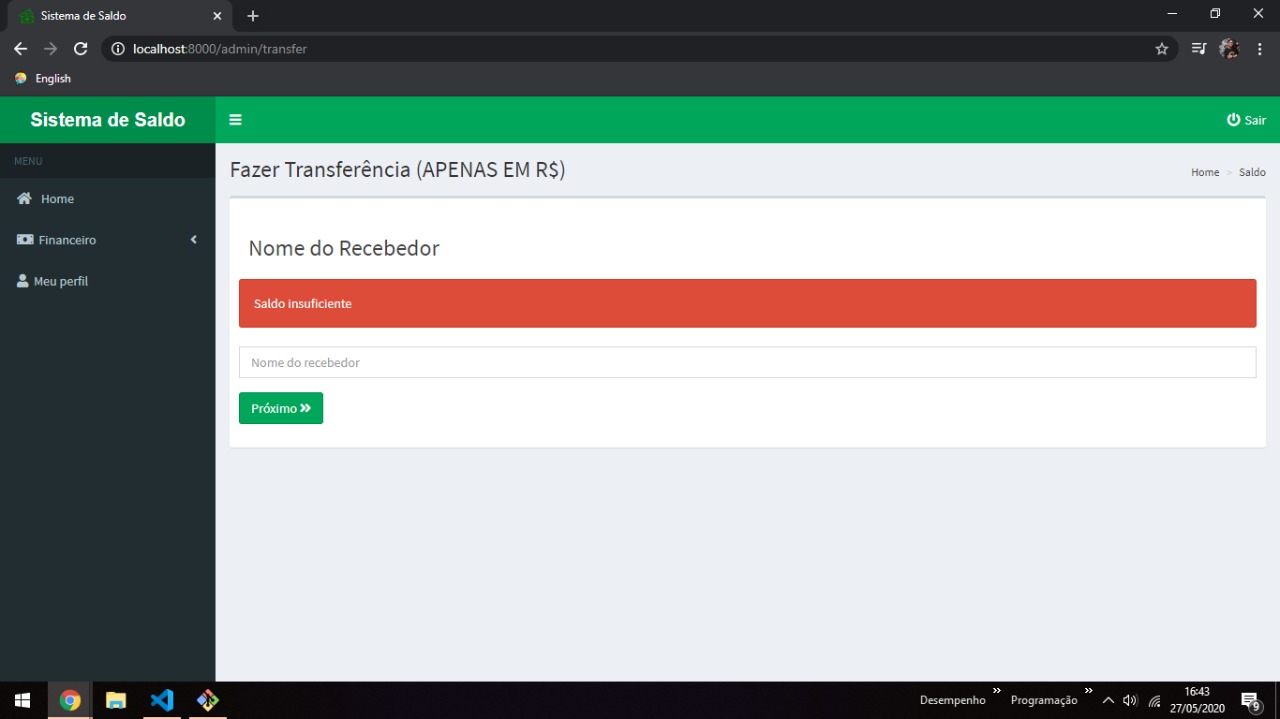 Sistema de Saldo
localhost:8000/admin/transfer
English
Sistema de Saldo
Sair
MENU
Home
Financeiro
Meu perfil
Fazer Transferência (APENAS EM R$)
Home > Saldo
Nome do Recebedor
Saldo insuficiente
Nome do recebedor
Próximo
Desempenho
Programação
16:43
27/05/2020
9